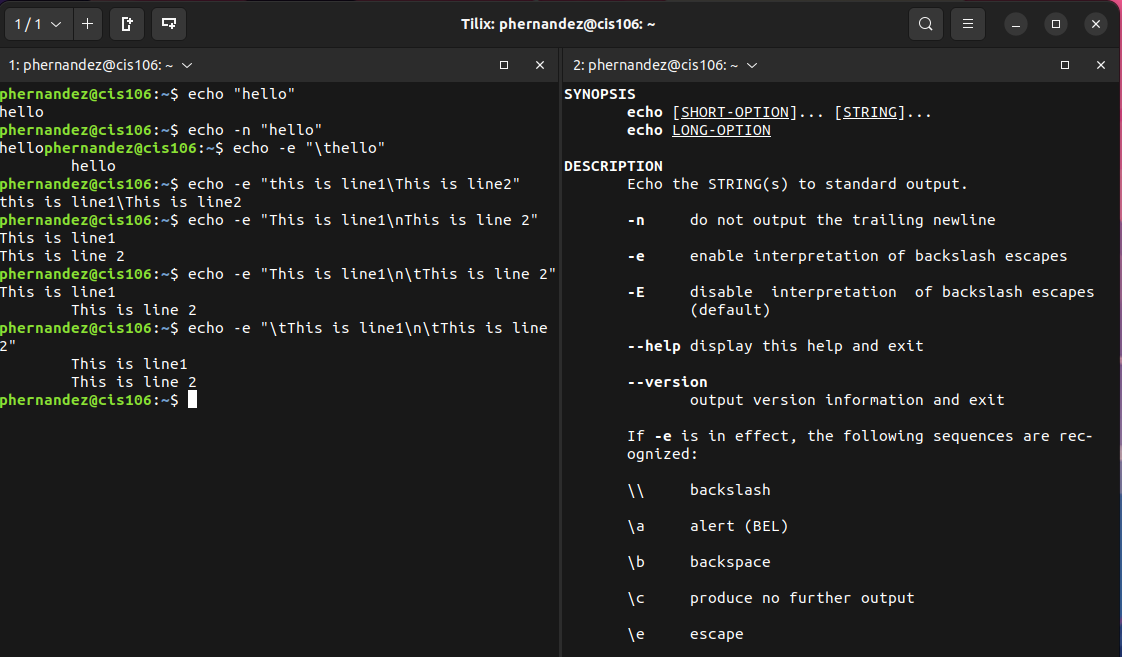 1 / 1
Tilix: phernandez@cis106: ~
1: phernandez@cis106: ~
phernandez@cis106:~$ echo "hello"
hello
phernandez@cis106:~$ echo -n "hello"
hellophernandez@cis106:~$ echo -e "\thello"
        hello
phernandez@cis106:~$ echo -e "this is line1\This is line2"
this is line1\This is line2
phernandez@cis106:~$ echo -e "This is line1\nThis is line 2"
This is line1
This is line 2
phernandez@cis106:~$ echo -e "This is line1\n\tThis is line 2"
This is line1
        This is line 2
phernandez@cis106:~$ echo -e "\tThis is line1\n\tThis is line
2"
        This is line1
        This is line 2
phernandez@cis106:~$
2: phernandez@cis106: ~
SYNOPSIS
       echo [SHORT-OPTION]... [STRING]...
       echo LONG-OPTION
DESCRIPTION
       Echo the STRING(s) to standard output.
       -n     do not output the trailing newline
       -e     enable interpretation of backslash escapes
       -E     disable  interpretation  of backslash escapes
              (default)
       --help display this help and exit
       --version
              output version information and exit
       If -e is in effect, the following sequences are rec-
       ognized:
       \\     backslash
       \a     alert (BEL)
       \b     backspace
       \c     produce no further output
       \e     escape